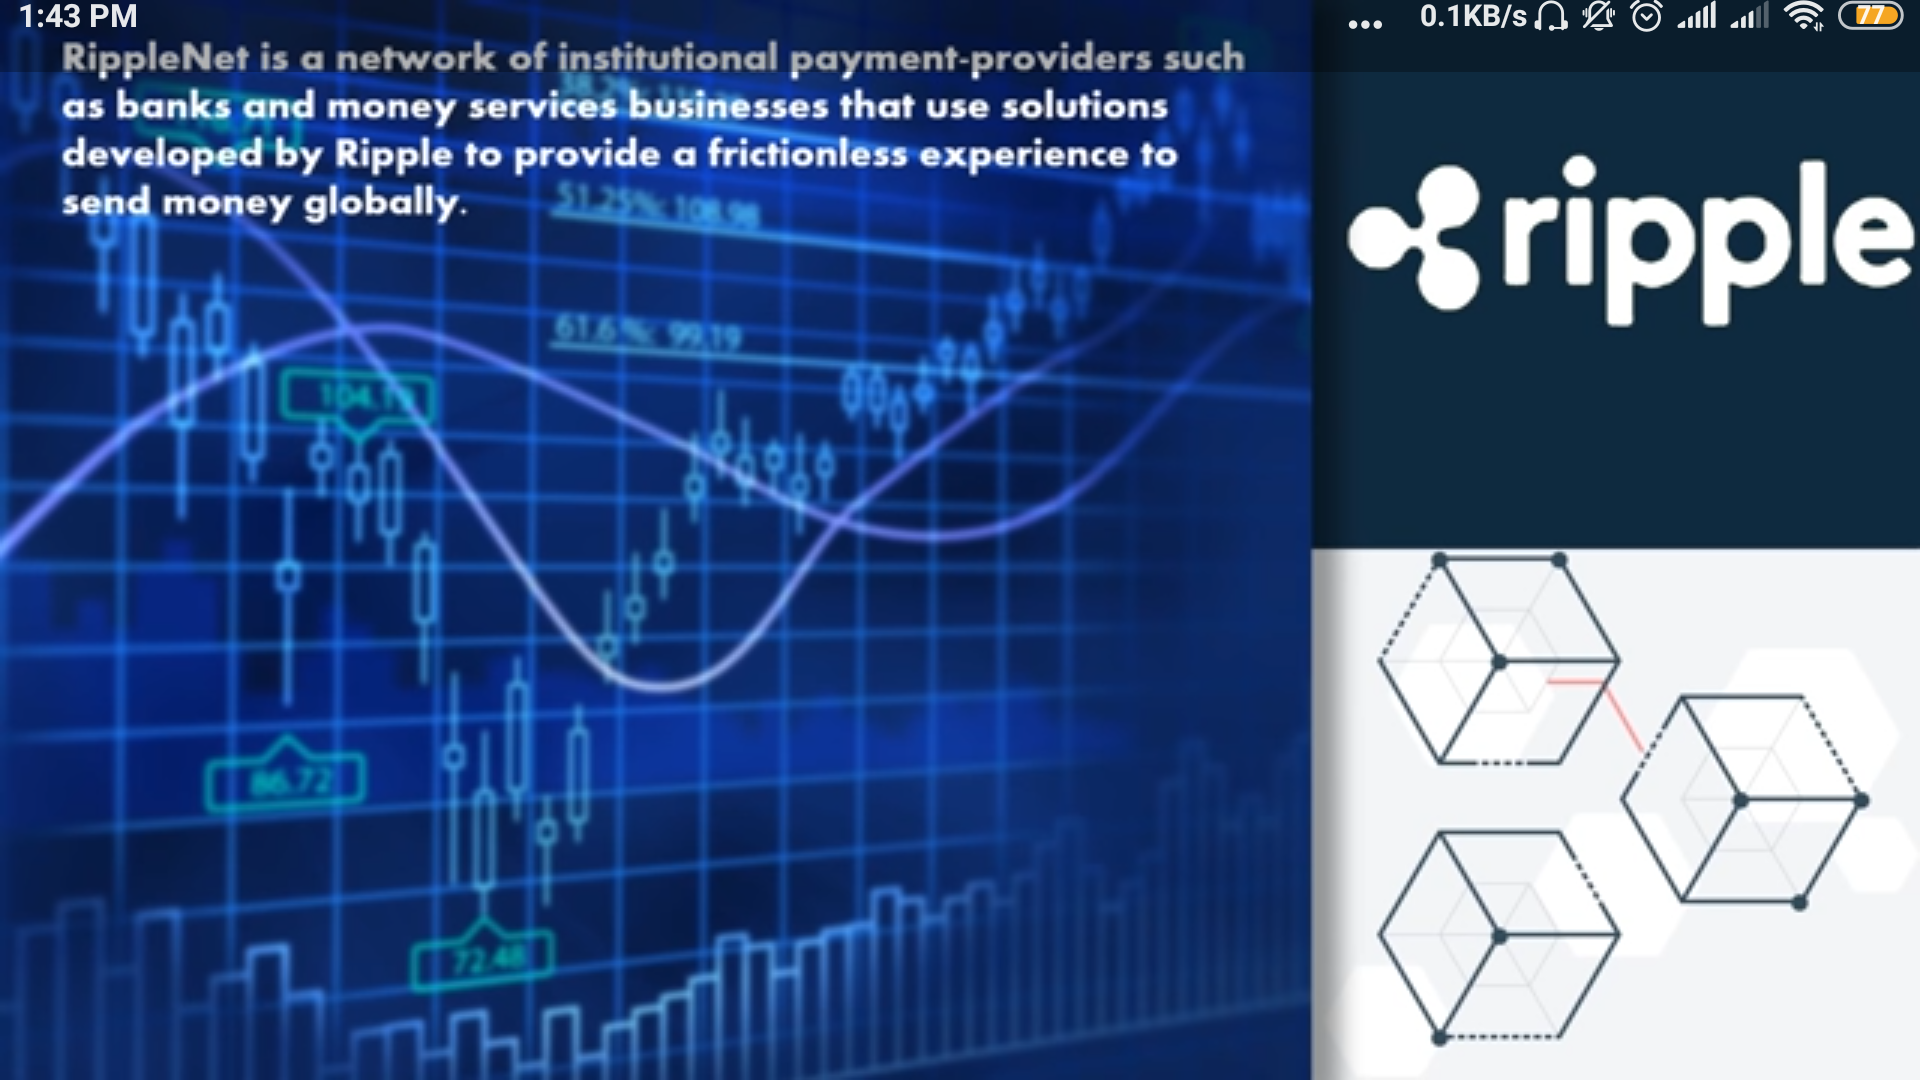 1:43 PM
... 0.1KB/s
77
RippleNet is a network of institutional payment-providers such
as banks and money services businesses that use solutions
developed by Ripple to provide a frictionless experience to
send money globally.
ripple
51.25%: 108.98
61.6%: 99.19
86.72
72.48